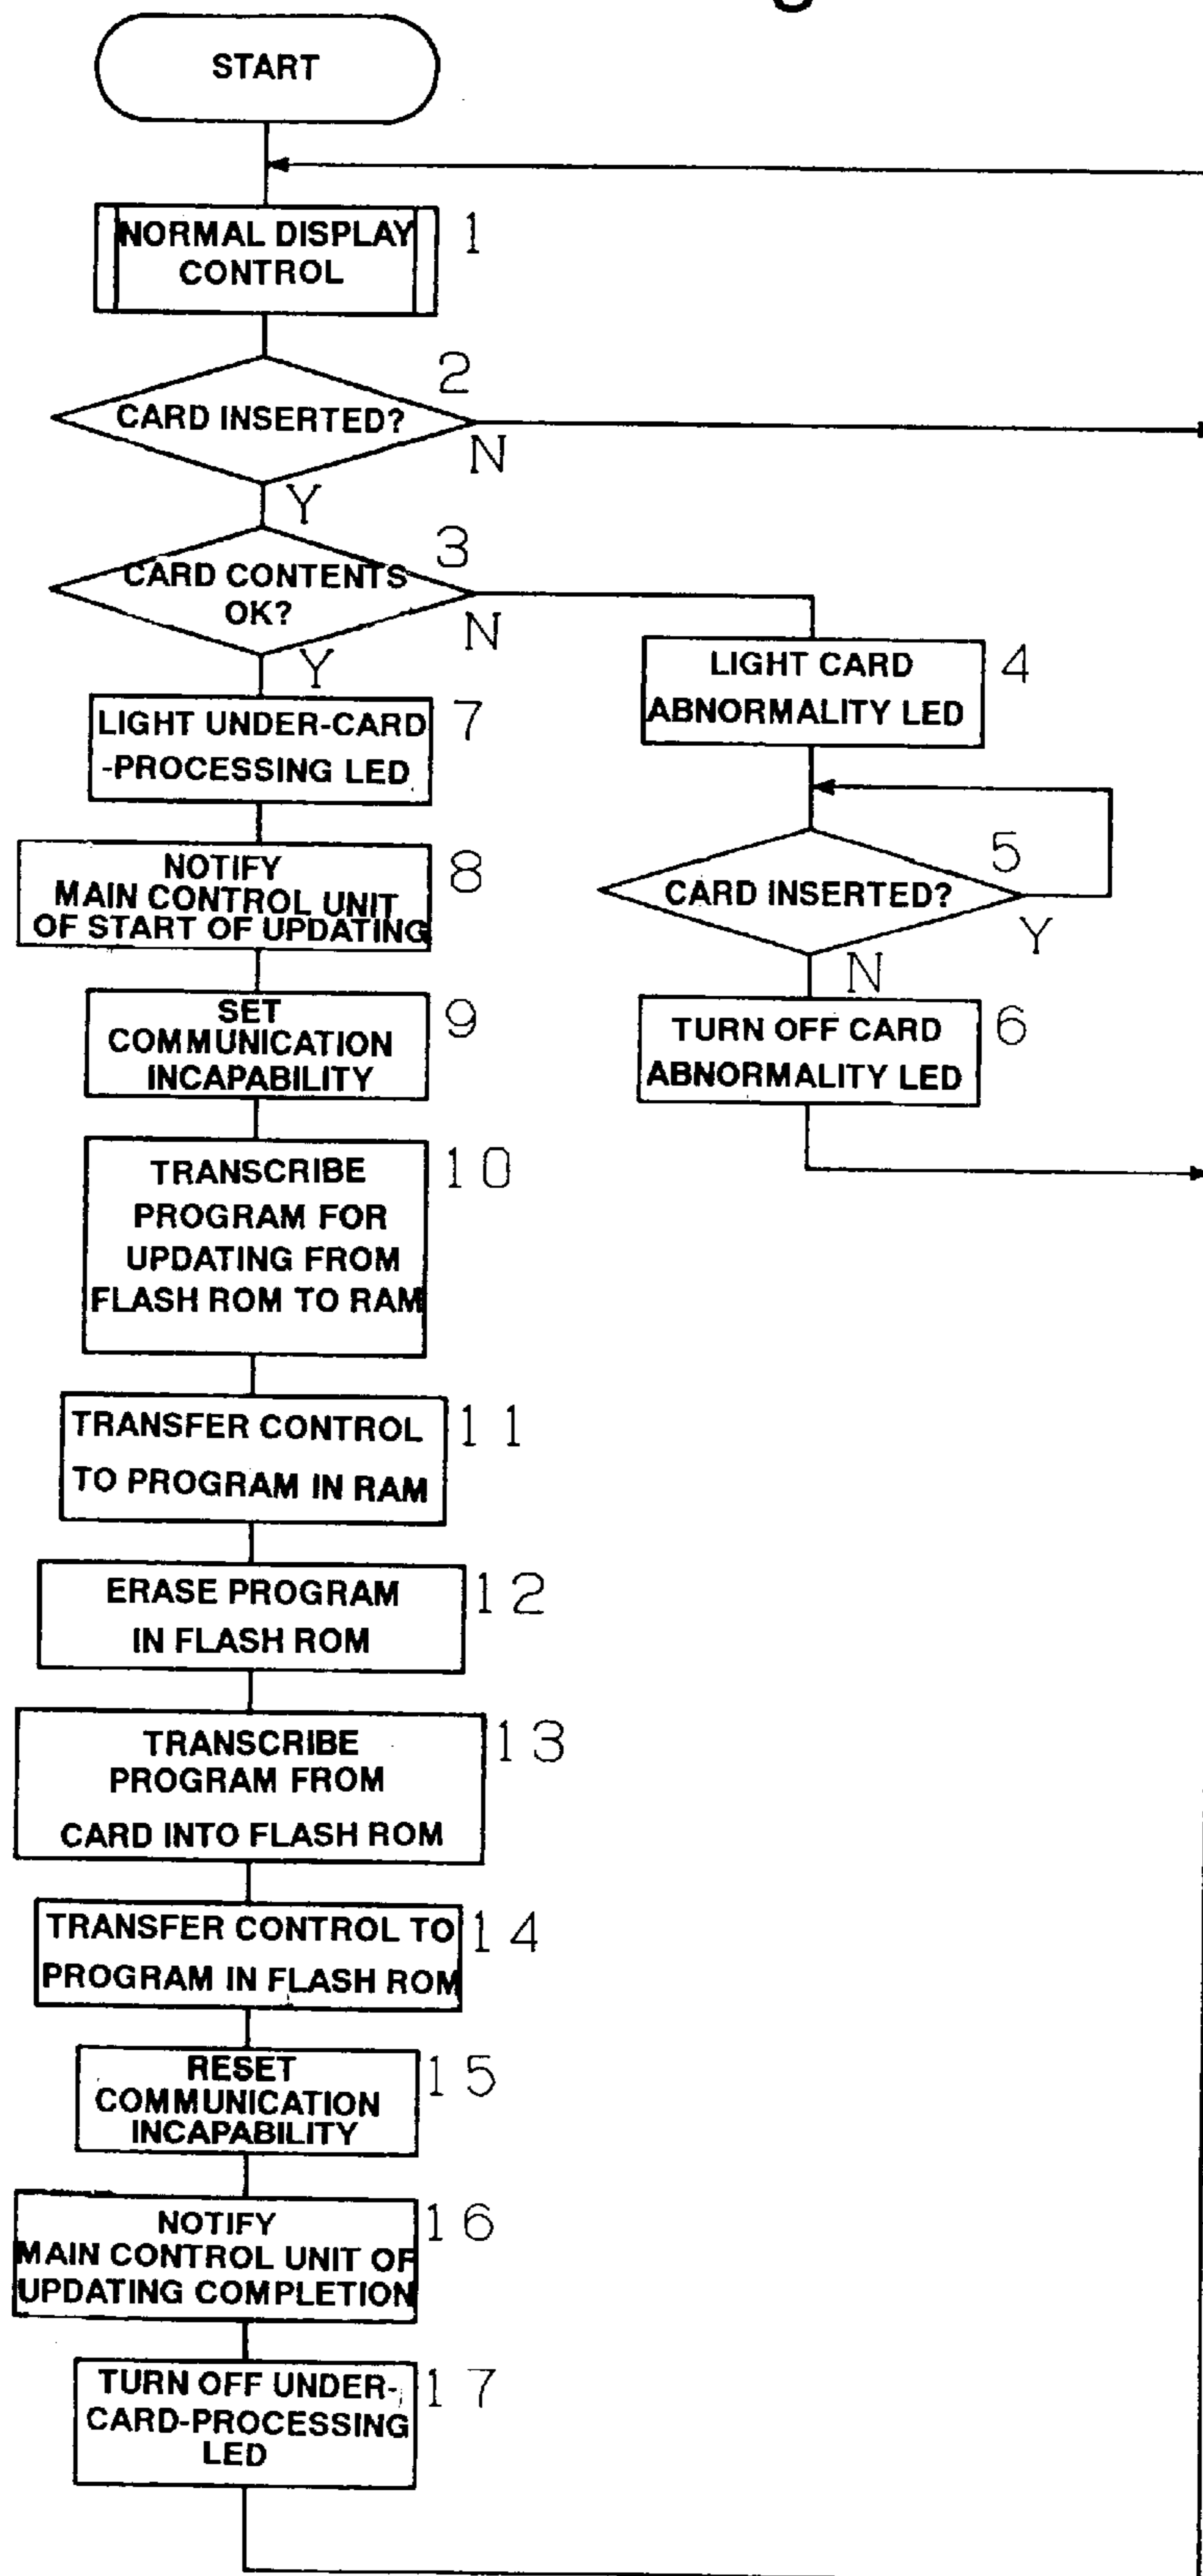 START
NORMAL DISPLAY
CONTROL
1
CARD INSERTED?
2
N
Y
CARD CONTENTS
OK?
3
N
Y
LIGHT CARD
ABNORMALITY LED
4
CARD INSERTED?
5
Y
N
TURN OFF CARD
ABNORMALITY LED
6
LIGHT UNDER-CARD
-PROCESSING LED
7
NOTIFY
MAIN CONTROL UNIT
OF START OF UPDATING
8
SET
COMMUNICATION
INCAPABILITY
9
TRANSCRIBE
PROGRAM FOR
UPDATING FROM
FLASH ROM TO RAM
10
TRANSFER CONTROL
TO PROGRAM IN RAM
11
ERASE PROGRAM
IN FLASH ROM
12
TRANSCRIBE
PROGRAM FROM
CARD INTO FLASH ROM
13
TRANSFER CONTROL TO
PROGRAM IN FLASH ROM
14
RESET
COMMUNICATION
INCAPABILITY
15
NOTIFY
MAIN CONTROL UNIT OF
UPDATING COMPLETION
16
TURN OFF UNDER-
CARD-PROCESSING
LED
17